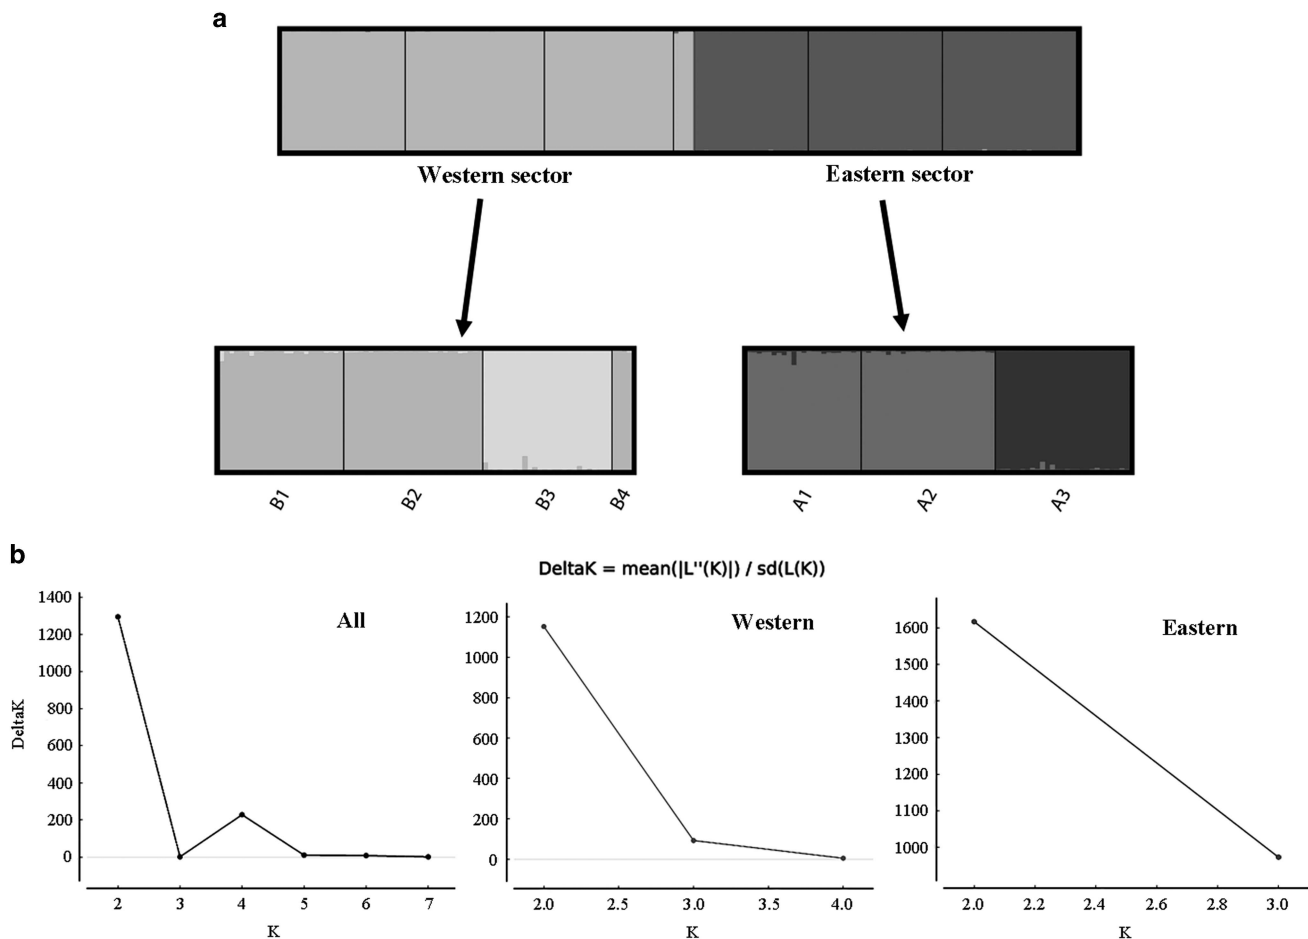 a
Western sector
Eastern sector
B1
B2
B3
B4
A1
A2
A3
b
DeltaK = mean(|L''(K)|) / sd(L(K))
DeltaK
1400
1200
1000
800
600
400
200
0
All
2
3
4
5
6
7
K
1200
1000
800
600
400
200
0
Western
2.0
2.5
3.0
3.5
4.0
K
1600
1500
1400
1300
1200
1100
1000
Eastern
2.0
2.2
2.4
2.6
2.8
3.0
K